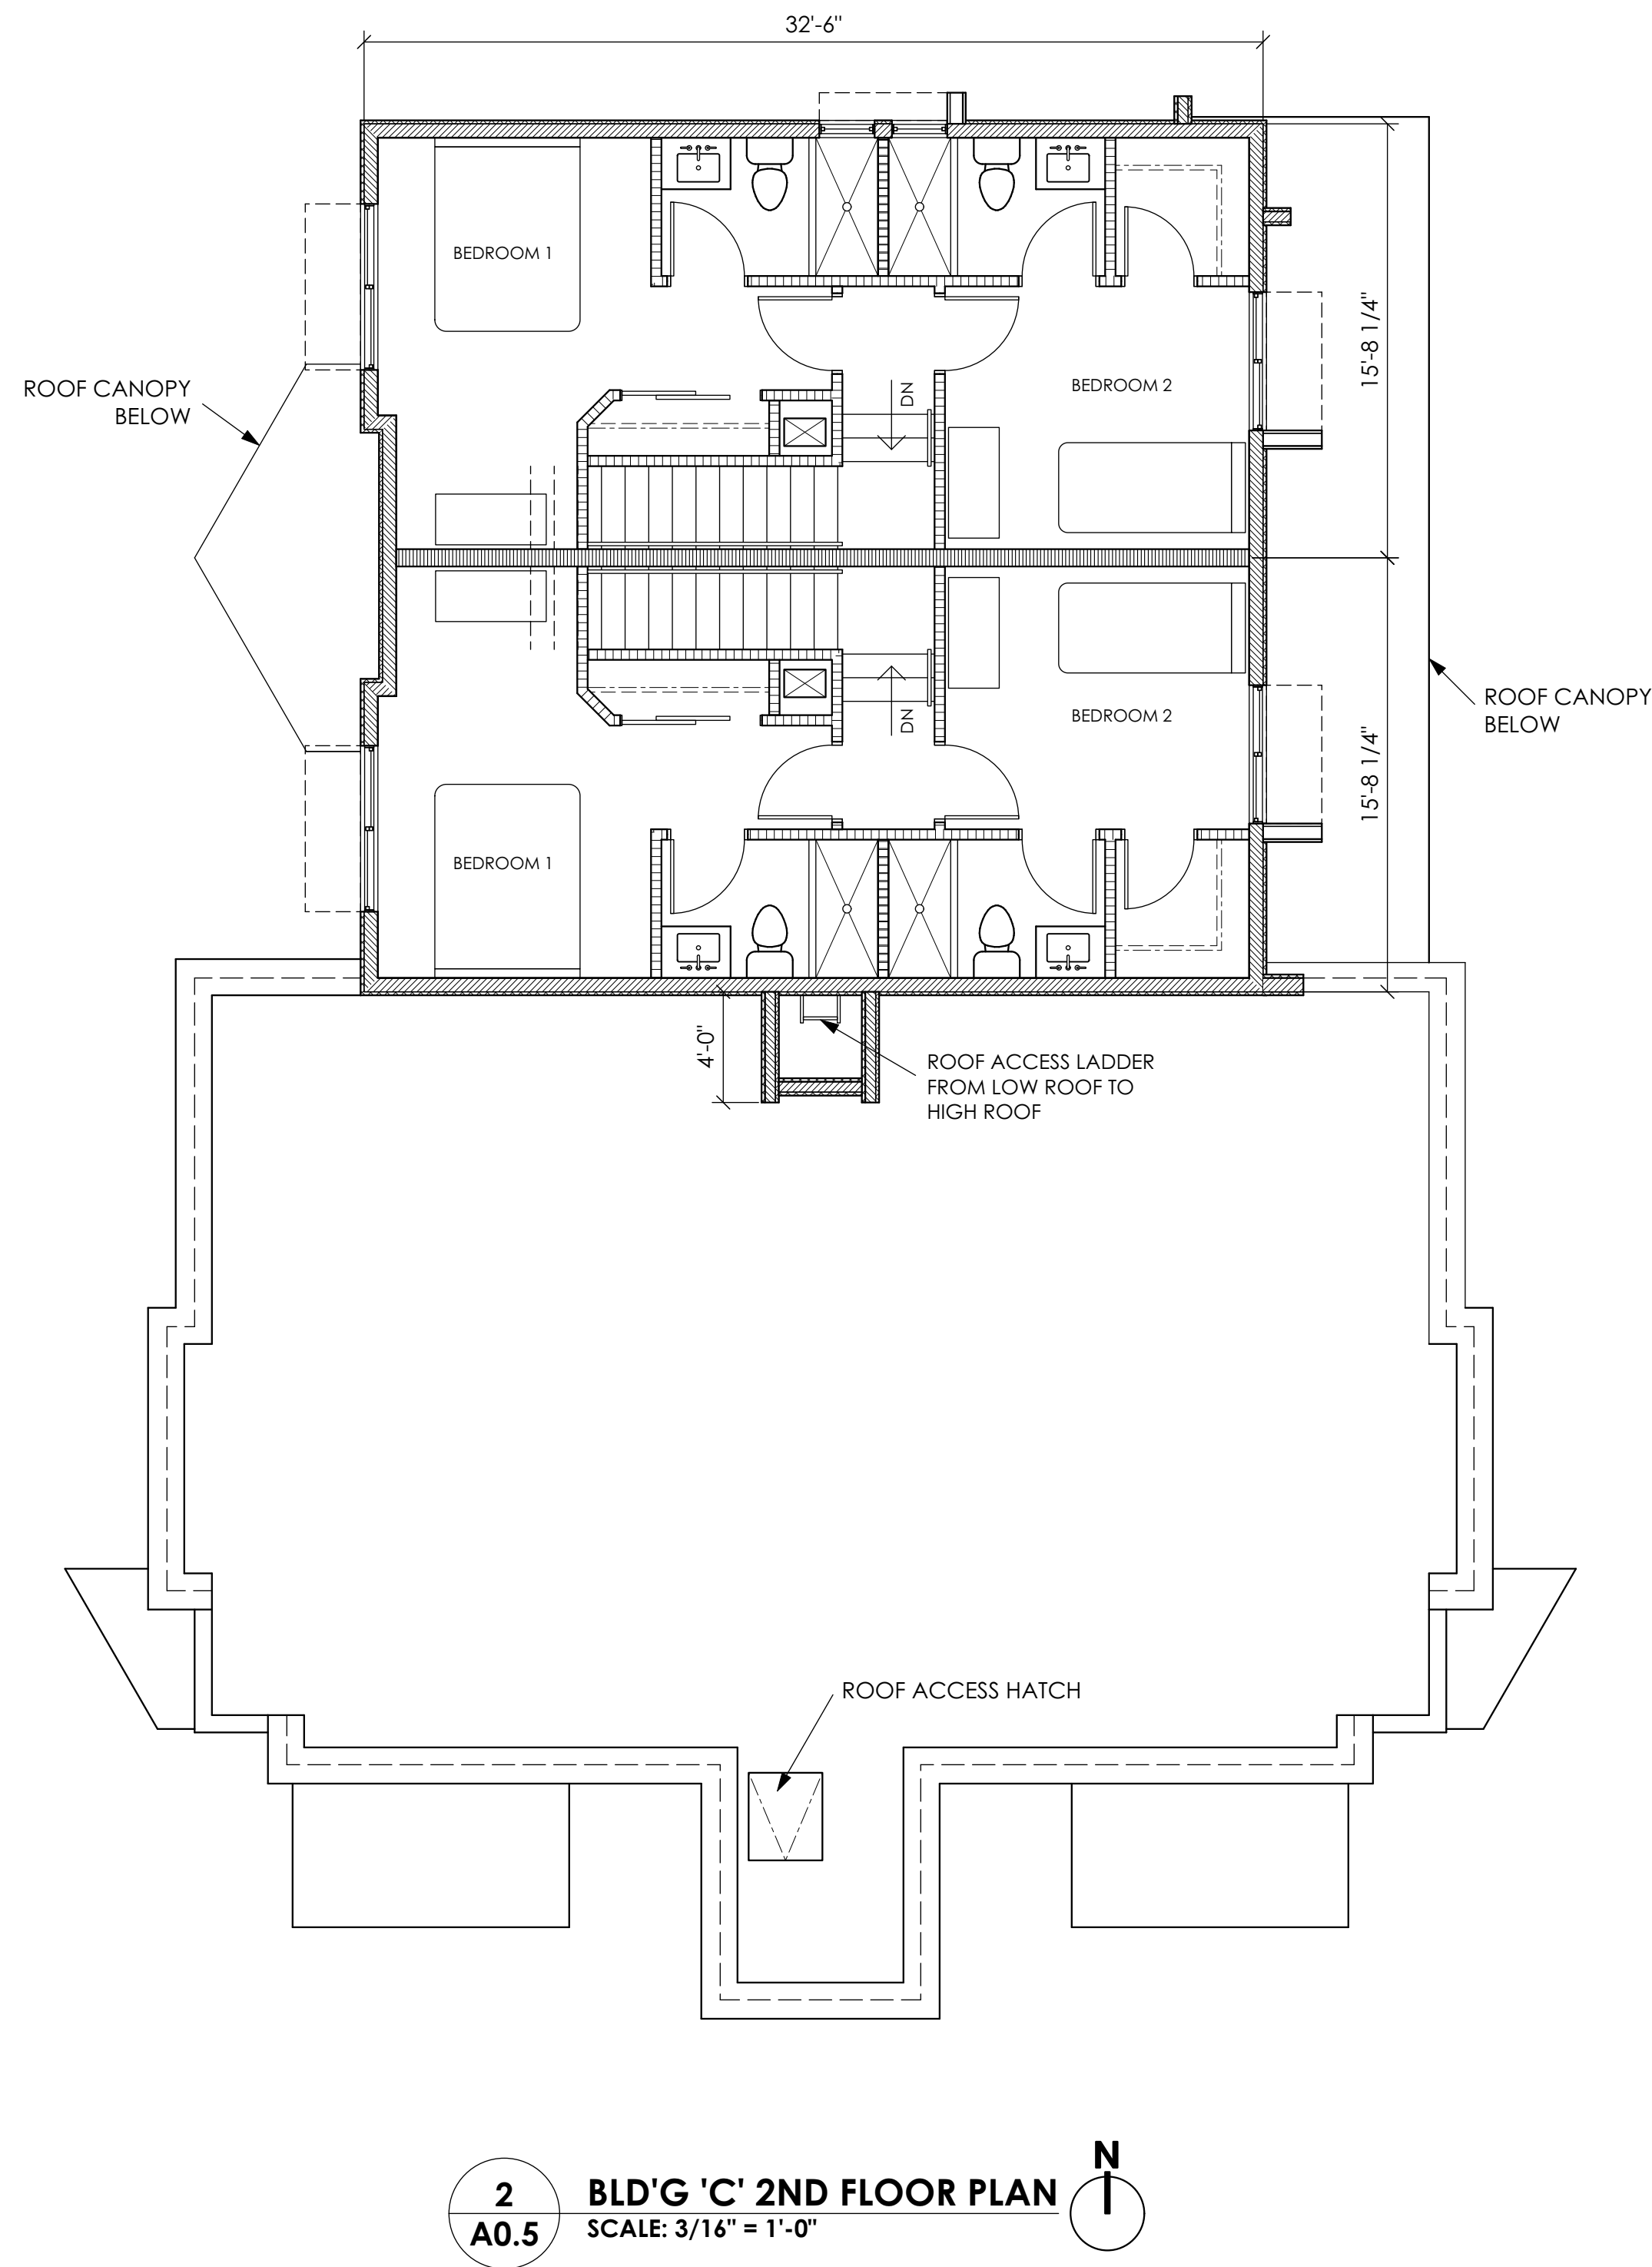 32'-6"
BEDROOM 1
15'-8 1/4"
ROOF CANOPY
BELOW
DN
BEDROOM 2
ROOF CANOPY
BELOW
DN
BEDROOM 2
15'-8 1/4"
BEDROOM 1
4'-0"
ROOF ACCESS LADDER
FROM LOW ROOF TO
HIGH ROOF
ROOF ACCESS HATCH
N
2
A0.5
BLD'G 'C' 2ND FLOOR PLAN
SCALE: 3/16" = 1'-0"